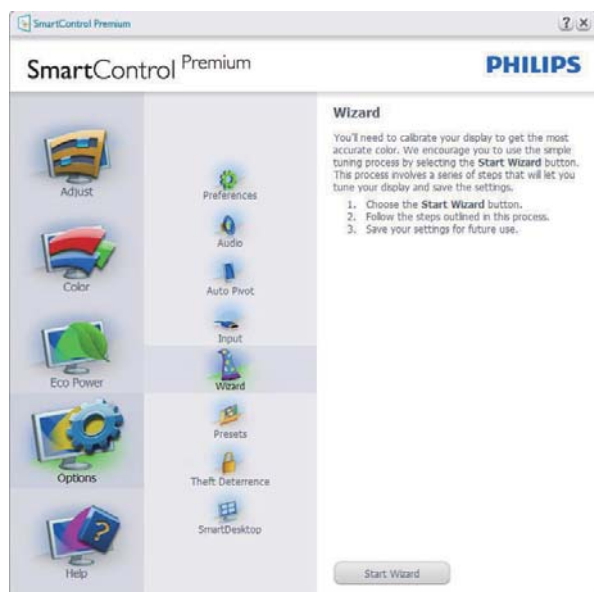 SmartControl Premium
SmartControl Premium
PHILIPS
Adjust
Color
Eco Power
Options
Help
Preferences
Audio
Auto Pivot
Input
Wizard
Presets
Theft Deterrence
SmartDesktop
Wizard
You'll need to calibrate your display to get the most
accurate color. We encourage you to use the simple
tuning process by selecting the Start Wizard button.
This process involves a series of steps that will let you
tune your display and save the settings.
1. Choose the Start Wizard button.
2. Follow the steps outlined in this process.
3. Save your settings for future use.
Start Wizard